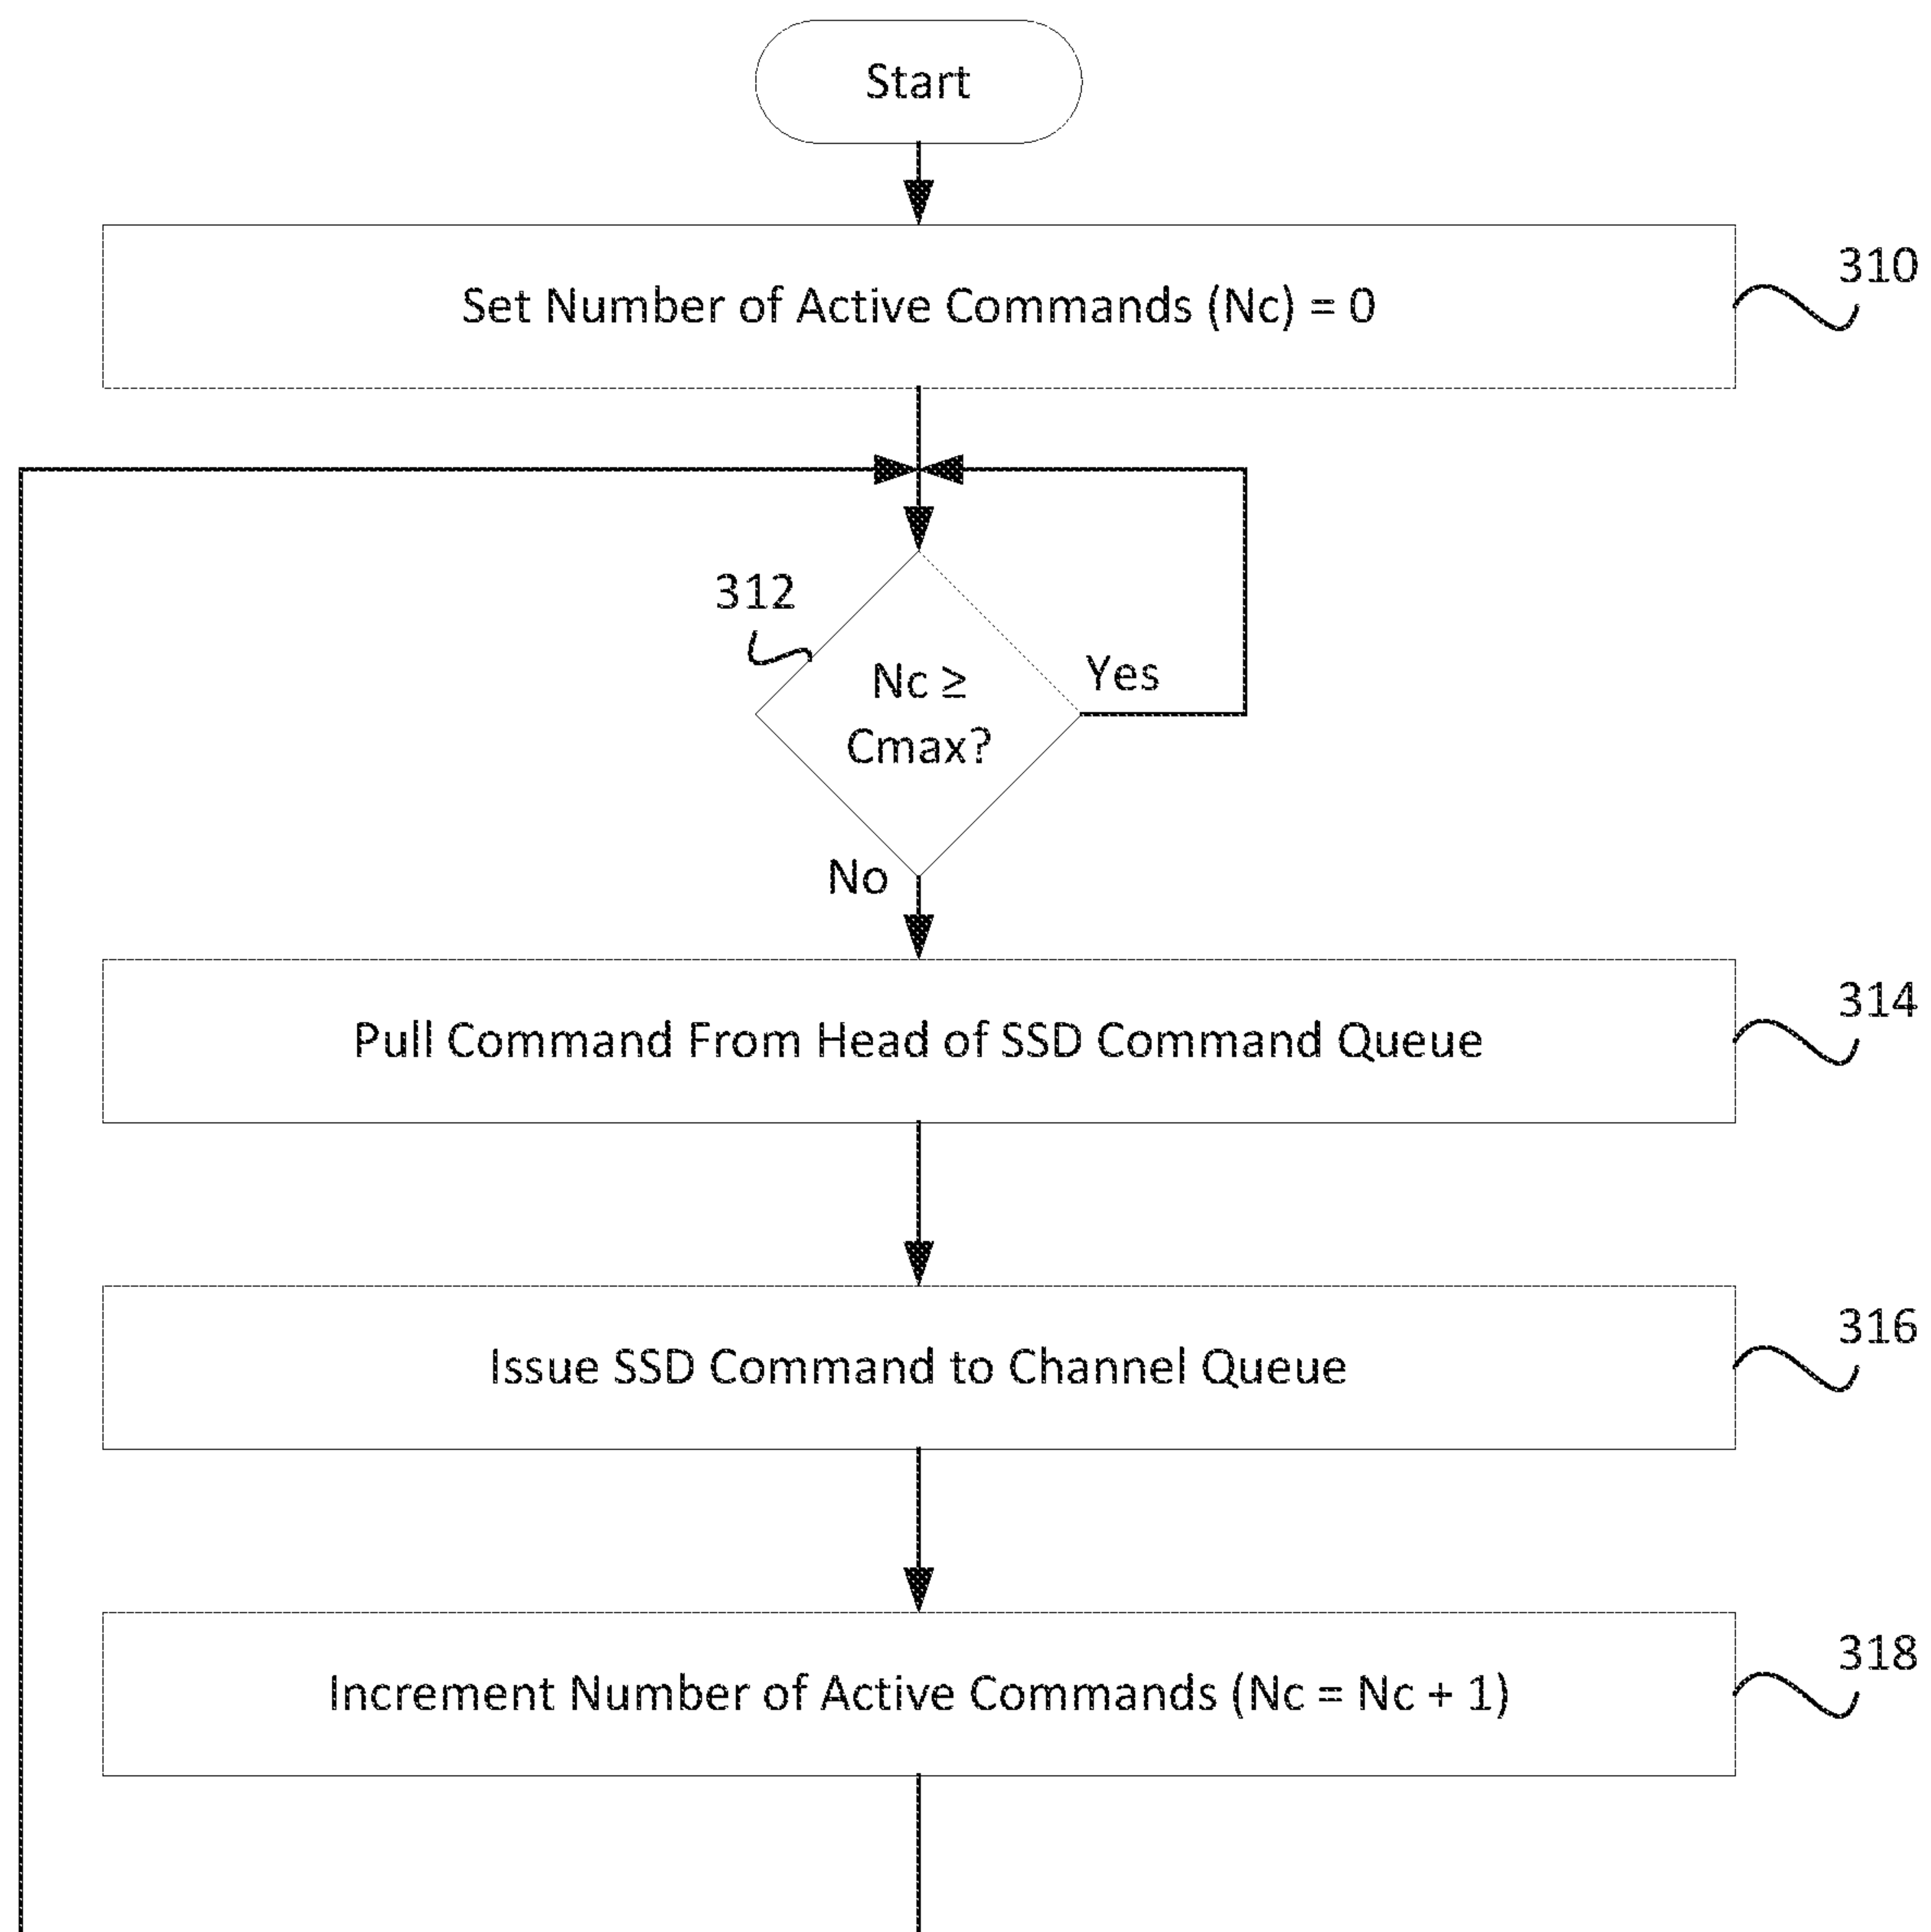 Start
Set Number of Active Commands (Nc) = 0
310
312
Nc ≥
Cmax?
Yes
No
Pull Command From Head of SSD Command Queue
314
Issue SSD Command to Channel Queue
316
Increment Number of Active Commands (Nc = Nc + 1)
318